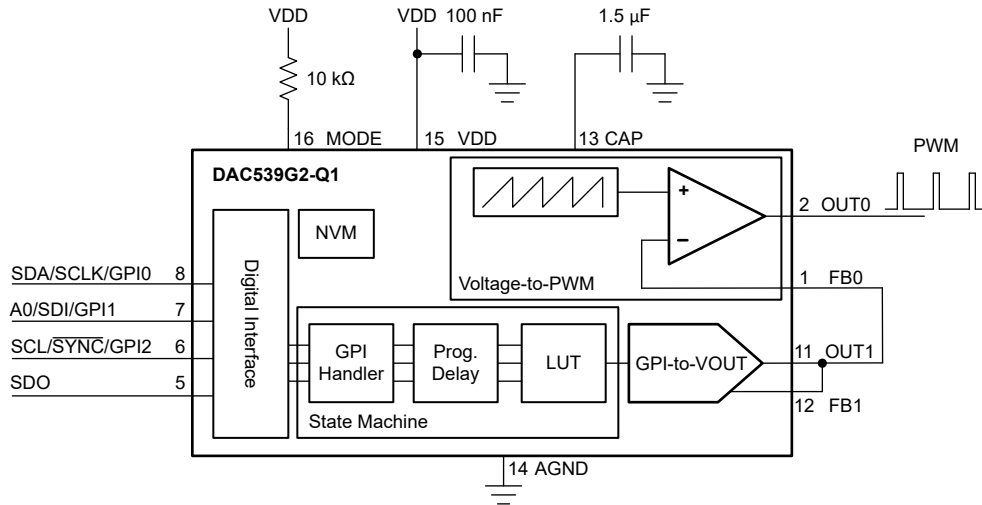 VDD
VDD
100 nF
1.5 µF
10 kΩ
16 MODE
15 VDD
13 CAP
PWM
DAC539G2-Q1
NVM
Digital Interface
Voltage-to-PWM
+
−
2 OUT0
1 FB0
SDA/SCLK/GPI0 8
A0/SDI/GPI1 7
SCL/SYNC/GPI2 6
SDO 5
GPI
Handler
Prog.
Delay
LUT
State Machine
GPI-to-VOUT
11 OUT1
12 FB1
14 AGND